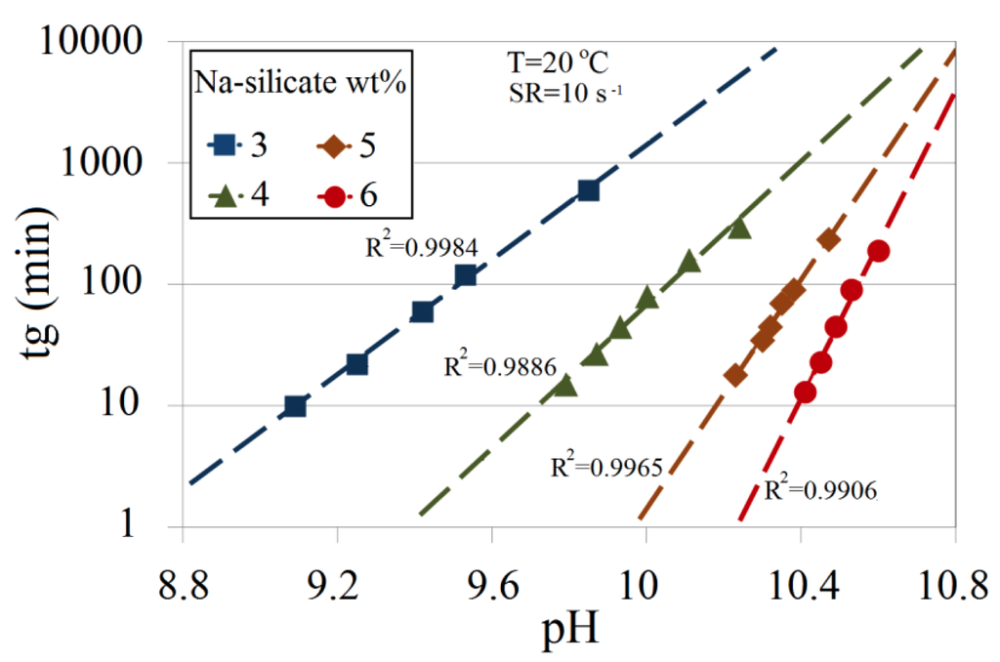 10000
1000
100
10
1
tg (min)
Na-silicate wt%
3
5
4
6
T=20 °C
SR=10 s⁻¹
R²=0.9984
R²=0.9886
R²=0.9965
R²=0.9906
8.8 9.2 9.6 10 10.4 10.8
pH